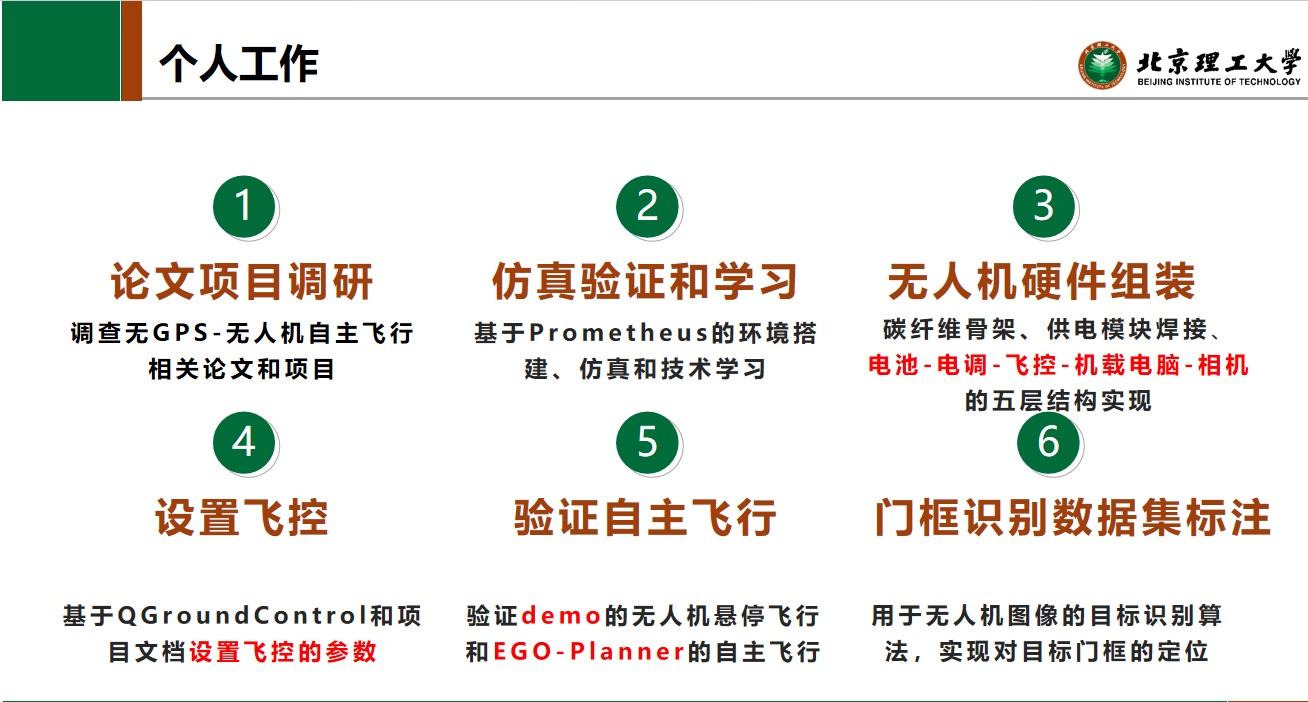 个人工作
北京理工大学
BEIJING INSTITUTE OF TECHNOLOGY
1
论文项目调研
调查无GPS-无人机自主飞行
相关论文和项目
2
仿真验证和学习
基于Prometheus的环境搭
建、仿真和技术学习
3
无人机硬件组装
碳纤维骨架、供电模块焊接、
电池-电调-飞控-机载电脑-相机
的五层结构实现
4
设置飞控
基于QGroundControl和项
目文档设置飞控的参数
5
验证自主飞行
验证demo的无人机悬停飞行
和EGO-Planner的自主飞行
6
门框识别数据集标注
用于无人机图像的目标识别算
法，实现对目标门框的定位